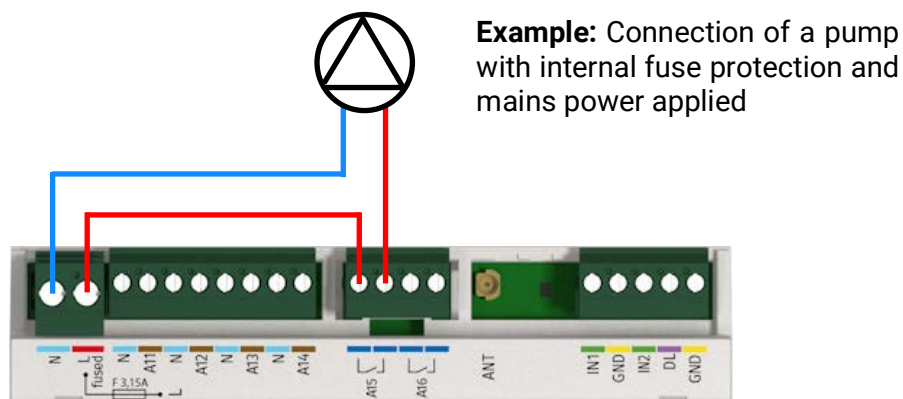 Example: Connection of a pump
with internal fuse protection and
mains power applied
N
L
fused
N
A11
N
A12
N
A13
N
A14
A15
A16
ANT
IN1
GND
IN2
DL
GND
F 3,15A
L